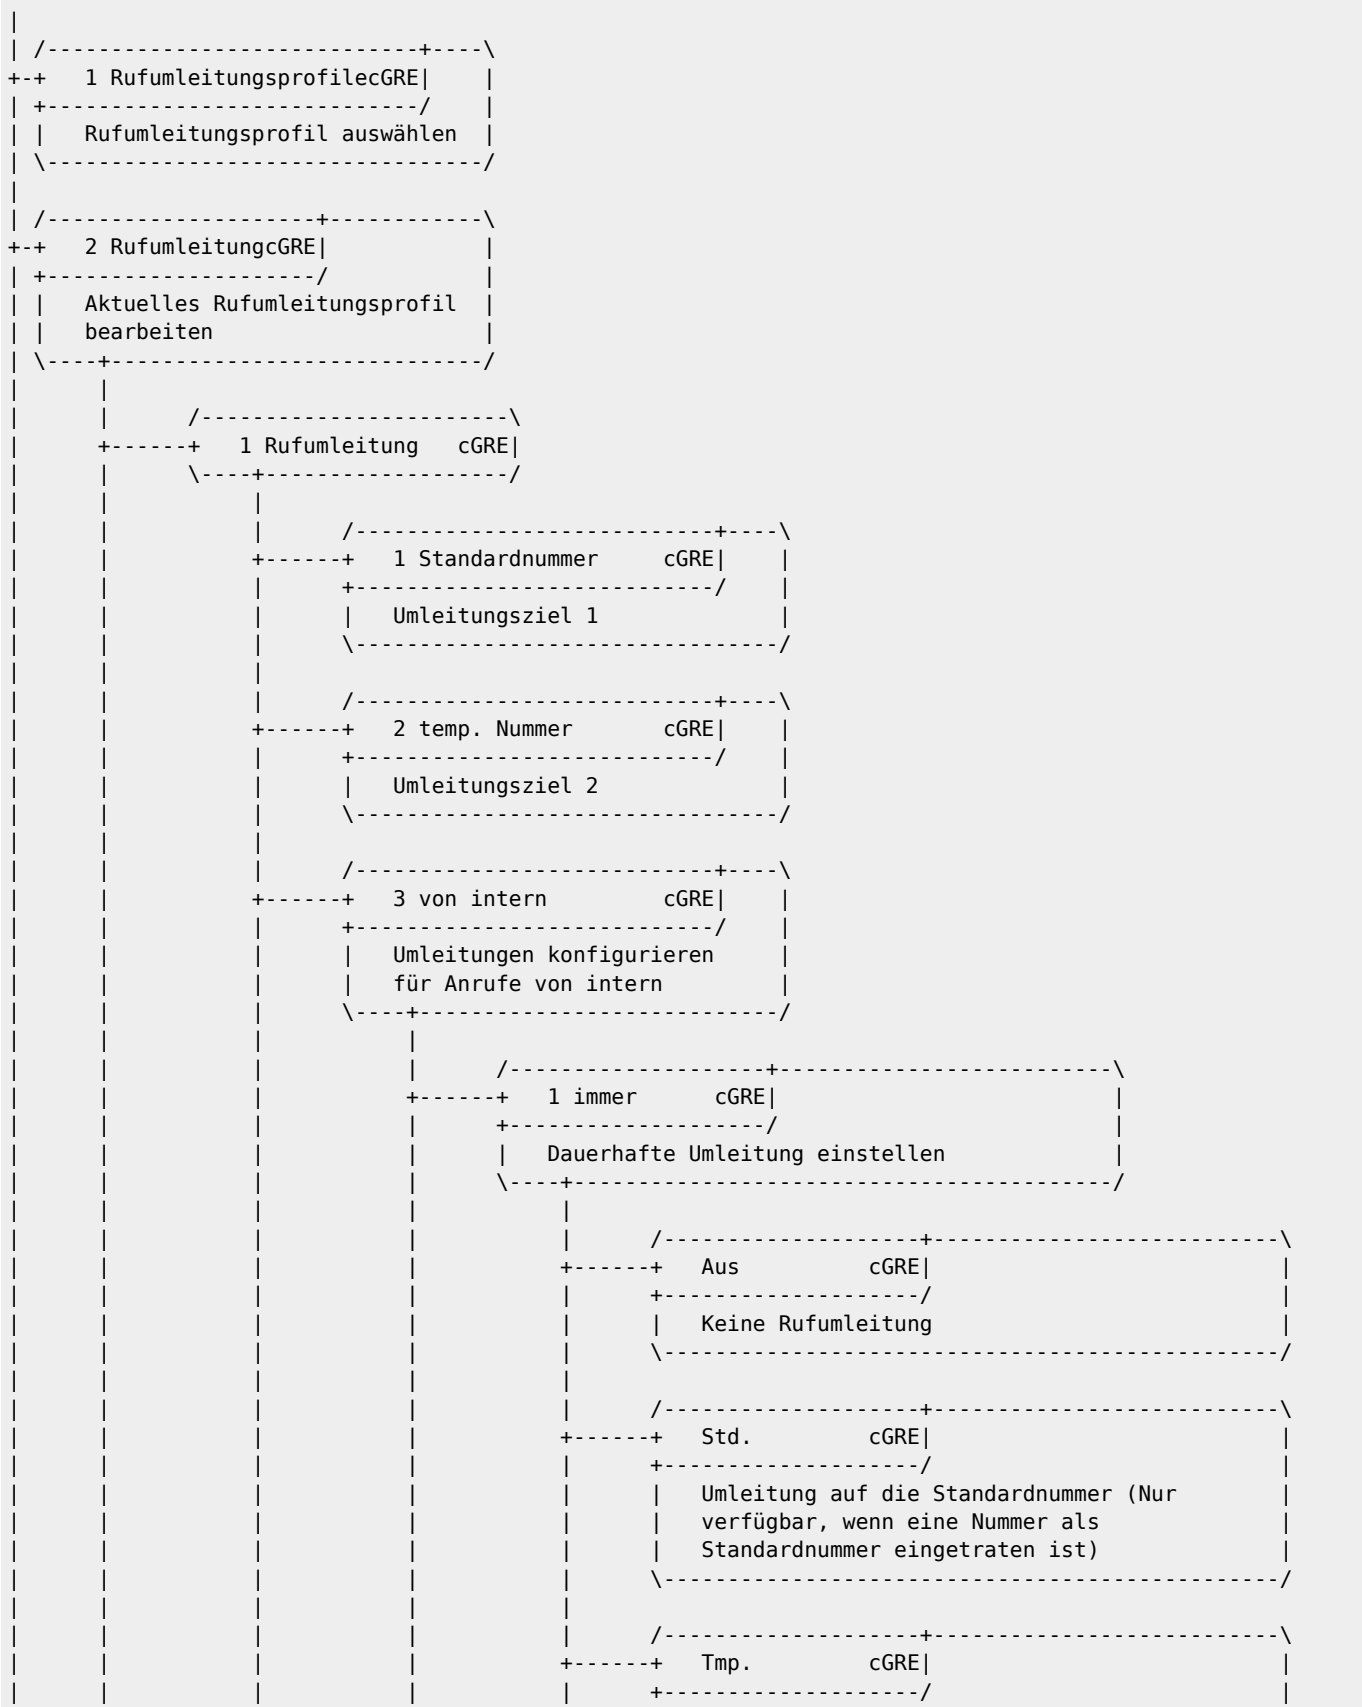 1 RufumleitungsprofilecGRE
Rufumleitungsprofil auswählen
2 RufumleitungcGRE
Aktuelles Rufumleitungsprofil
bearbeiten
1 Rufumleitung cGRE
1 Standardnummer cGRE
Umleitungsziel 1
2 temp. Nummer cGRE
Umleitungsziel 2
3 von intern cGRE
Umleitungen konfigurieren
für Anrufe von intern
1 immer cGRE
Dauerhafte Umleitung einstellen
Aus cGRE
Keine Rufumleitung
Std. cGRE
Umleitung auf die Standardnummer (Nur
verfügbar, wenn eine Nummer als
Standardnummer eingetraten ist)
Tmp. cGRE